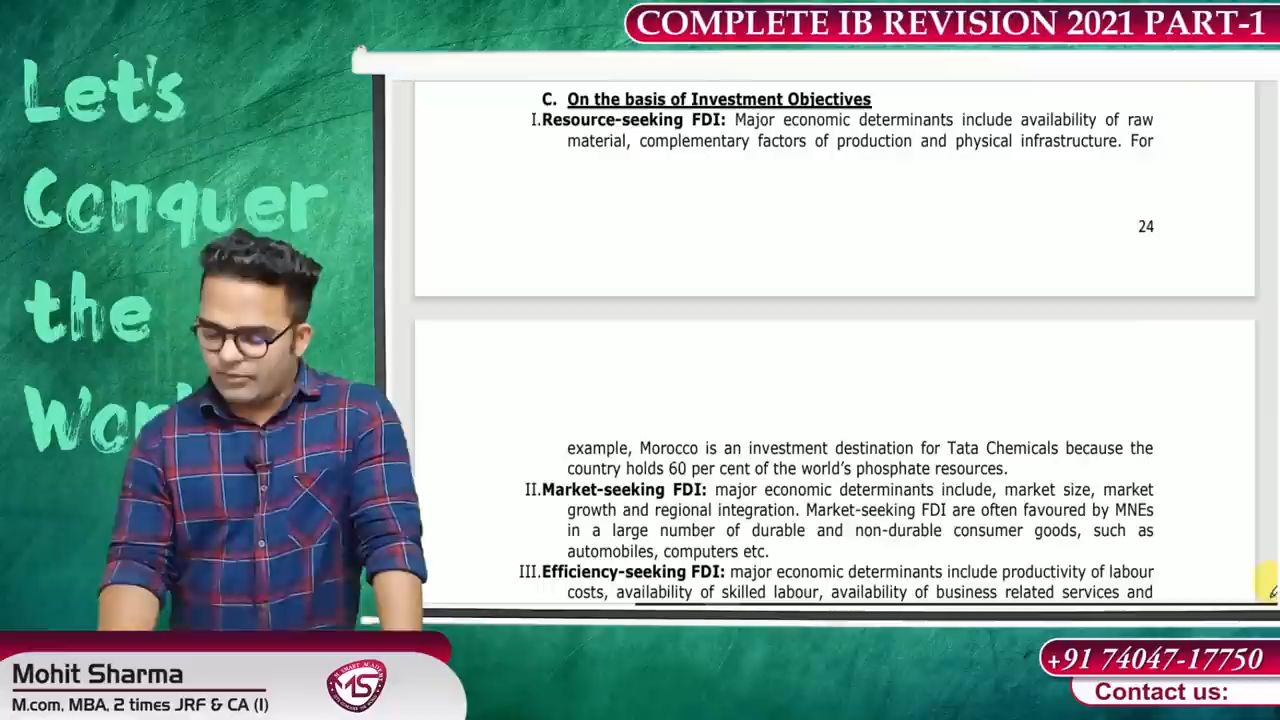 COMPLETE IB REVISION 2021 PART-1
Let's
Conquer
the
C. On the basis of Investment Objectives
I. Resource-seeking FDI: Major economic determinants include availability of raw
material, complementary factors of production and physical infrastructure. For
24
example, Morocco is an investment destination for Tata Chemicals because the
country holds 60 per cent of the world's phosphate resources.
II. Market-seeking FDI: major economic determinants include, market size, market
growth and regional integration. Market-seeking FDI are often favoured by MNEs
in a large number of durable and non-durable consumer goods, such as
automobiles, computers etc.
III. Efficiency-seeking FDI: major economic determinants include productivity of labour
costs, availability of skilled labour, availability of business related services and
Mohit Sharma
M.com, MBA, 2 times JRF & CA (I)
MS
+91 74047-17750
Contact us: